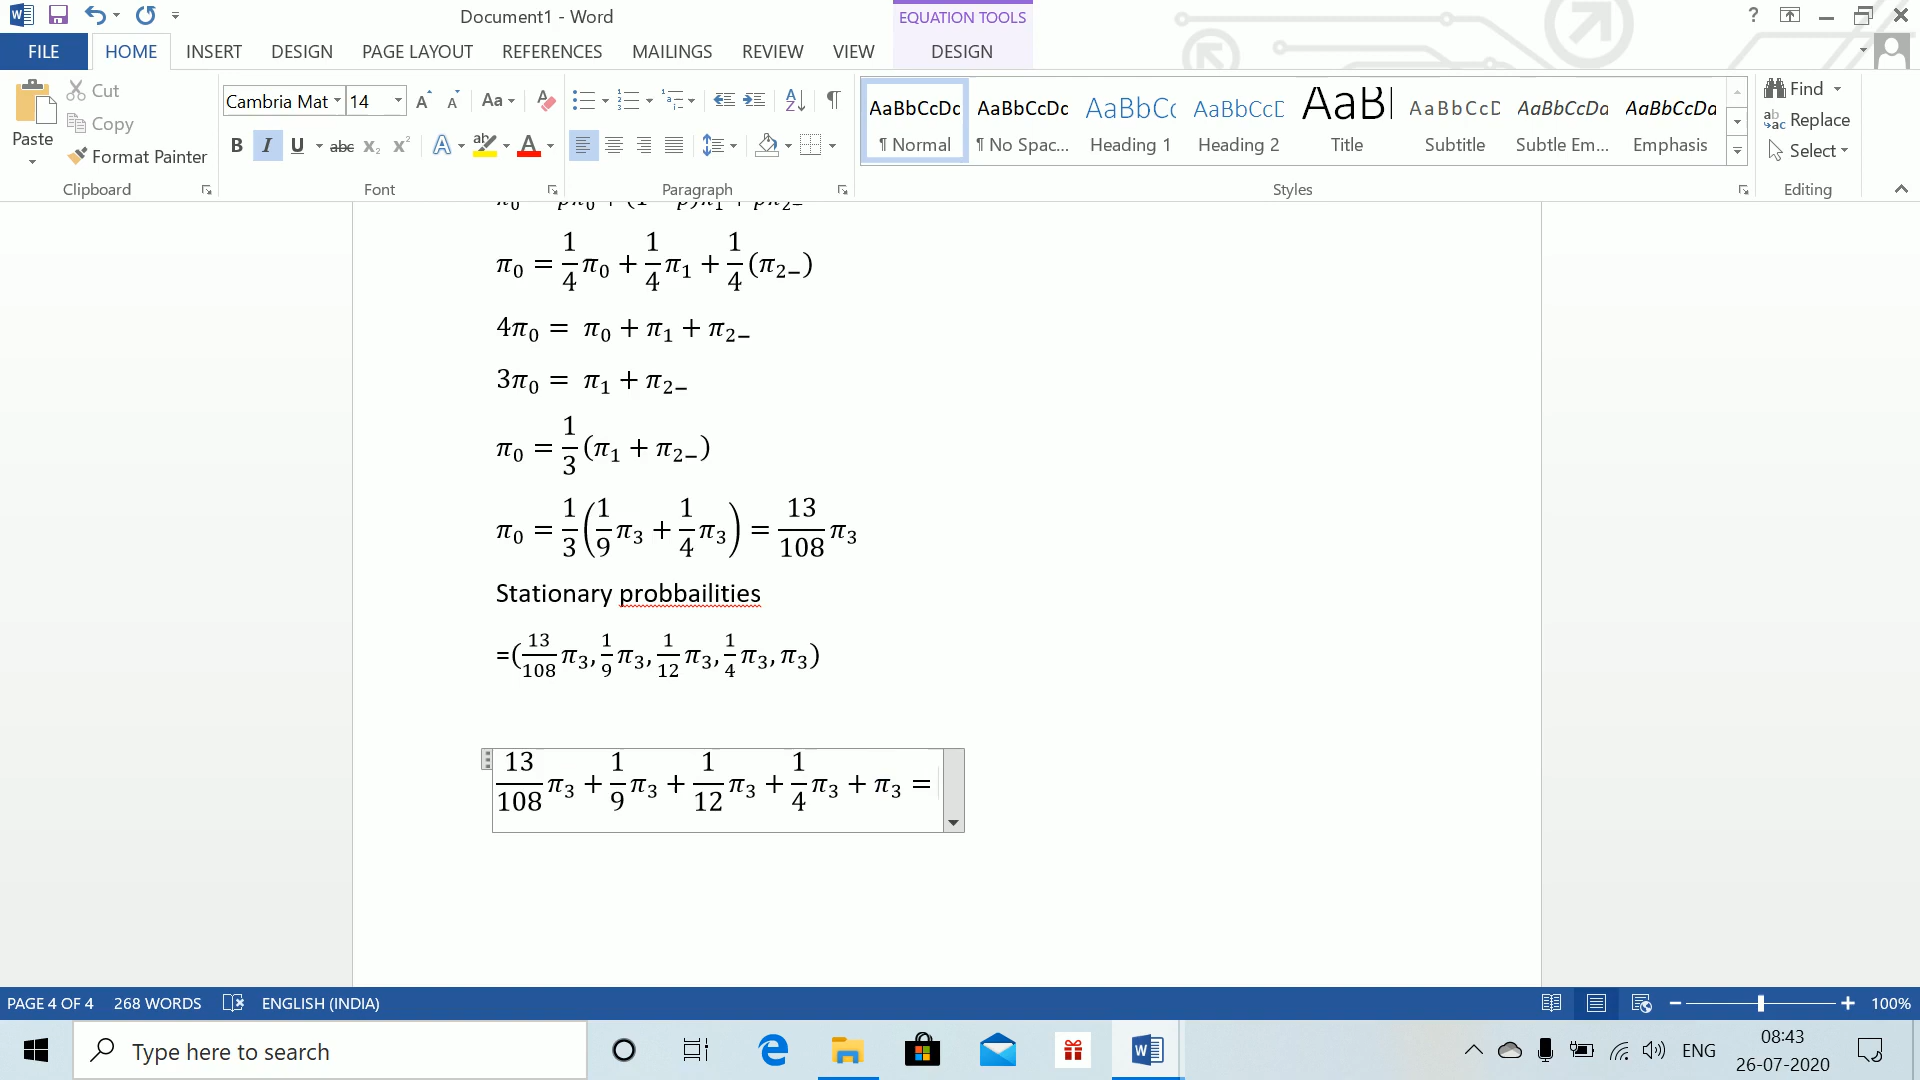 Document1 - Word
EQUATION TOOLS
FILE HOME INSERT DESIGN PAGE LAYOUT REFERENCES MAILINGS REVIEW VIEW DESIGN
Paste
Cut
Copy
Format Painter
Clipboard
Cambria Mat 14
Font
Paragraph
AaBbCcDc AaBbCcDc AaBbCc AaBbCcD AaBl AaBbCcD AaBbCcDa AaBbCcDa
¶ Normal ¶ No Spac... Heading 1 Heading 2 Title Subtitle Subtle Em... Emphasis
Styles
Find
Replace
Select
Editing
π₀ = 1/4 π₀ + 1/4 π₁ + 1/4 (π₂₋)
4π₀ = π₀ + π₁ + π₂₋
3π₀ = π₁ + π₂₋
π₀ = 1/3 (π₁ + π₂₋)
π₀ = 1/3 (1/9 π₃ + 1/4 π₃) = 13/108 π₃
Stationary probbailities
=(13/108 π₃, 1/9 π₃, 1/12 π₃, 1/4 π₃, π₃)
13/108 π₃ + 1/9 π₃ + 1/12 π₃ + 1/4 π₃ + π₃ =
PAGE 4 OF 4 268 WORDS ENGLISH (INDIA) 100%
Type here to search
ENG
08:43
26-07-2020